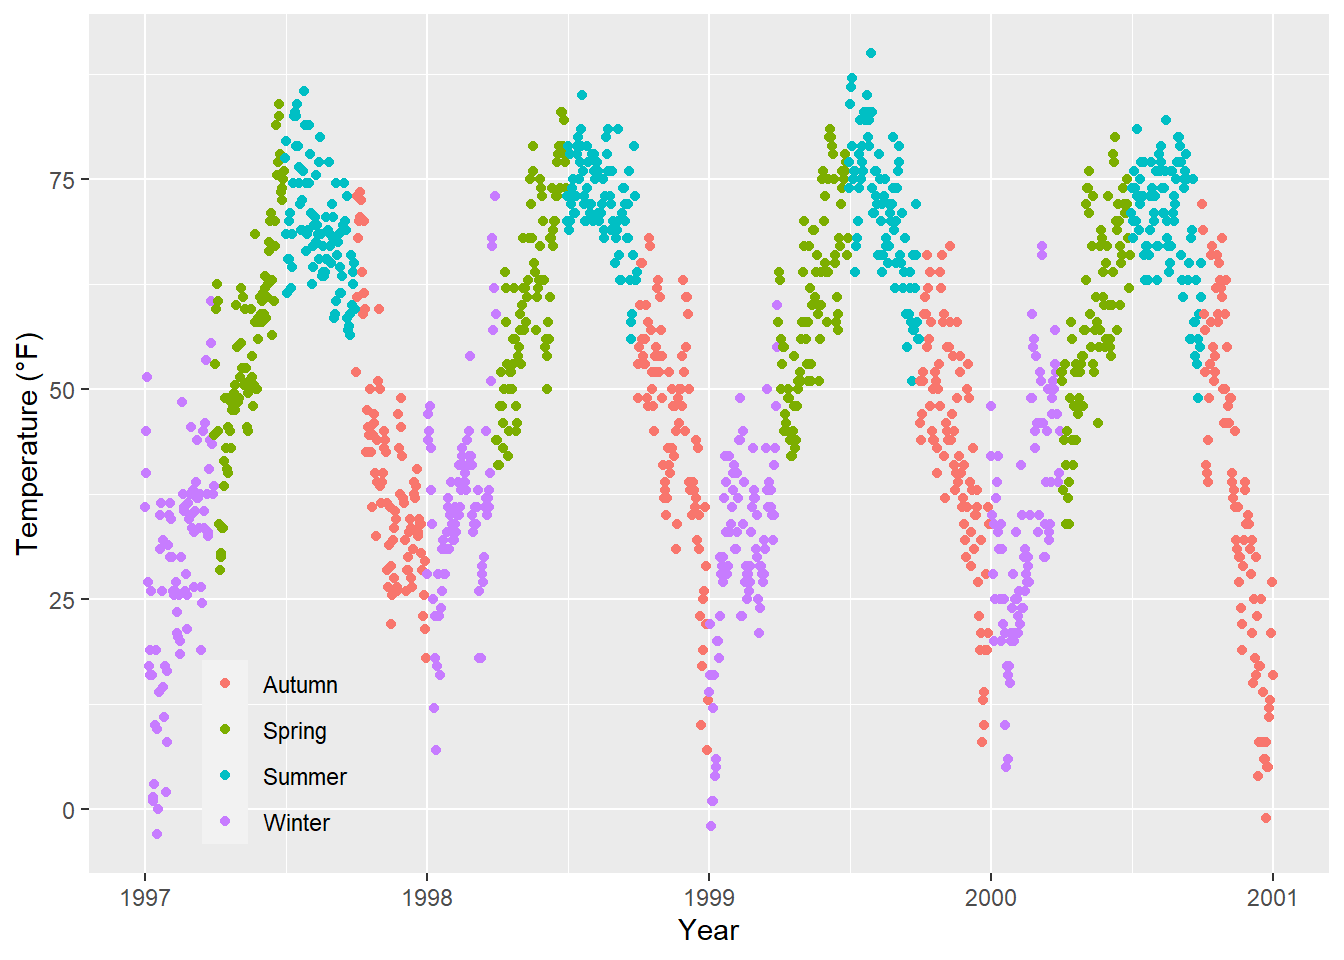 Temperature (°F)
75
50
25
0
Autumn
Spring
Summer
Winter
1997
1998
1999
2000
2001
Year